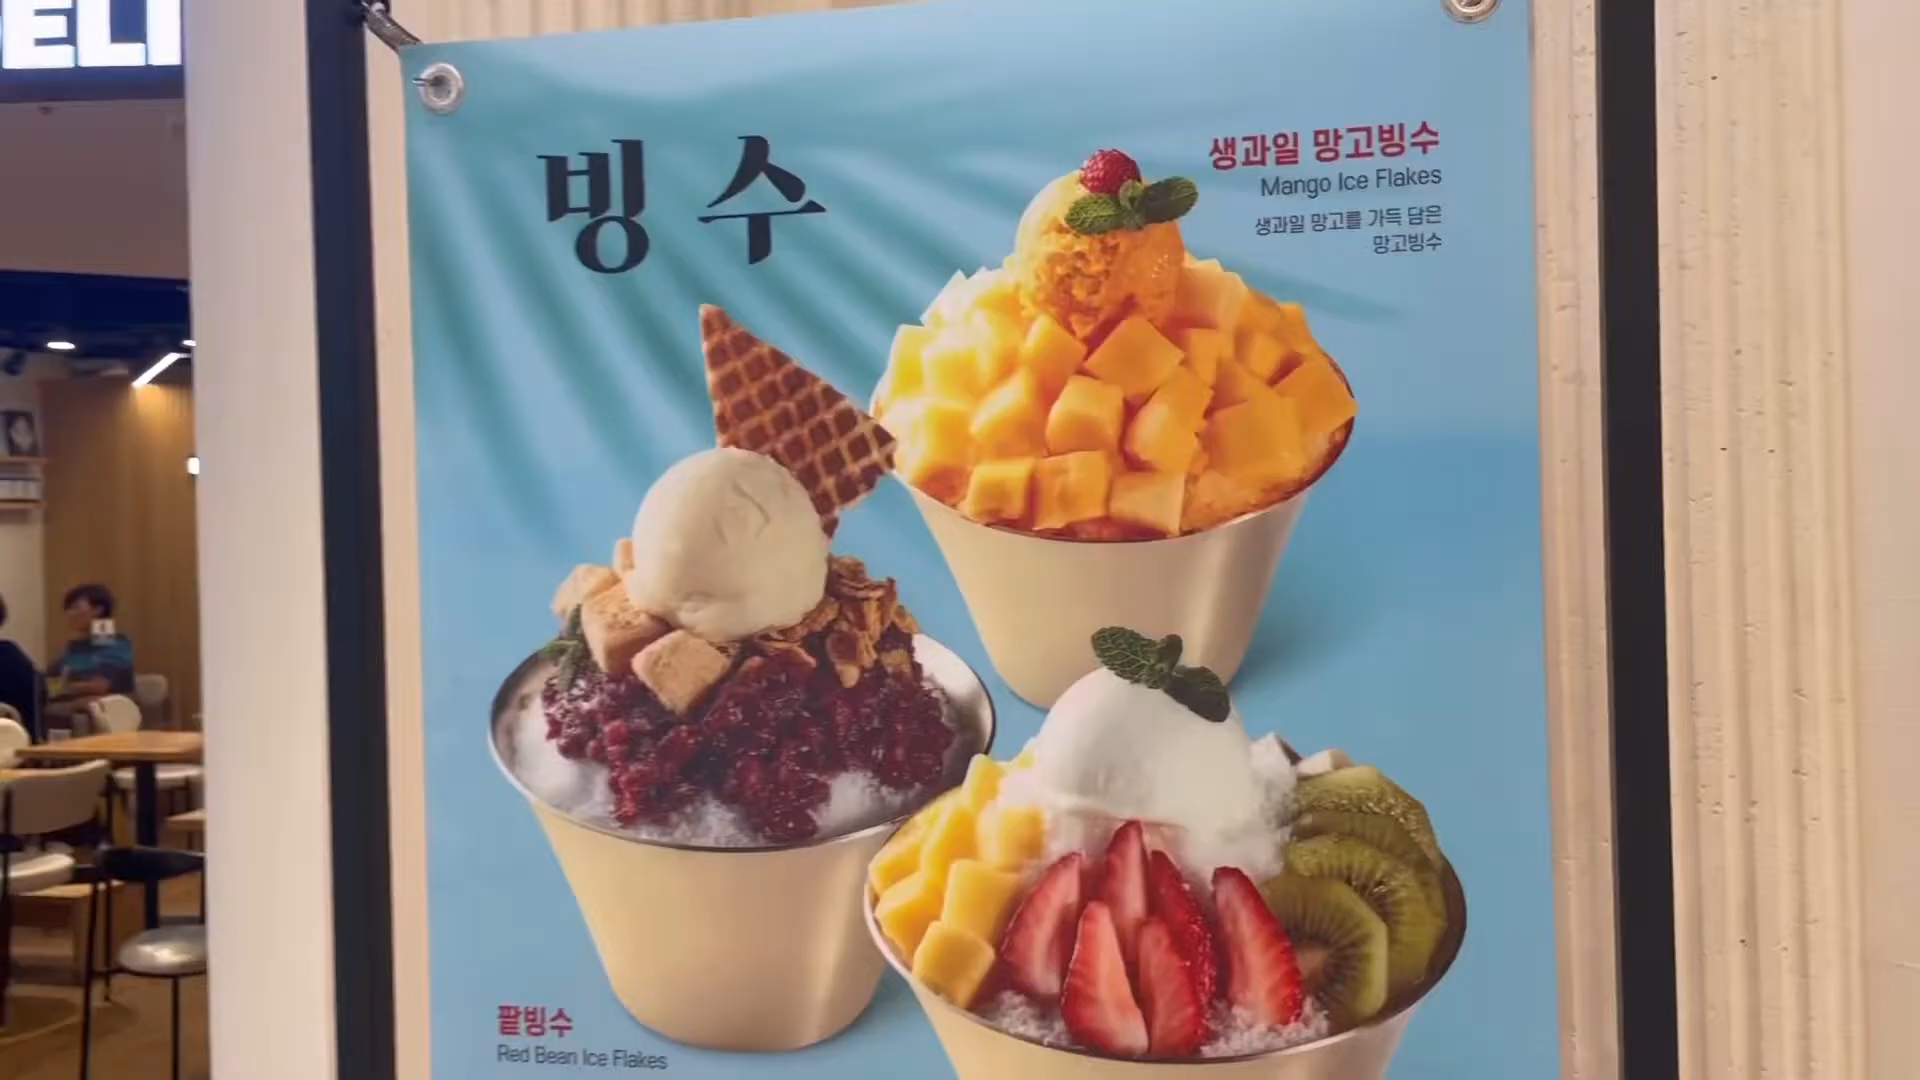 ELI
빙수
생과일 망고빙수
Mango Ice Flakes
생과일 망고를 가득 담은
망고빙수
팥빙수
Red Bean Ice Flakes